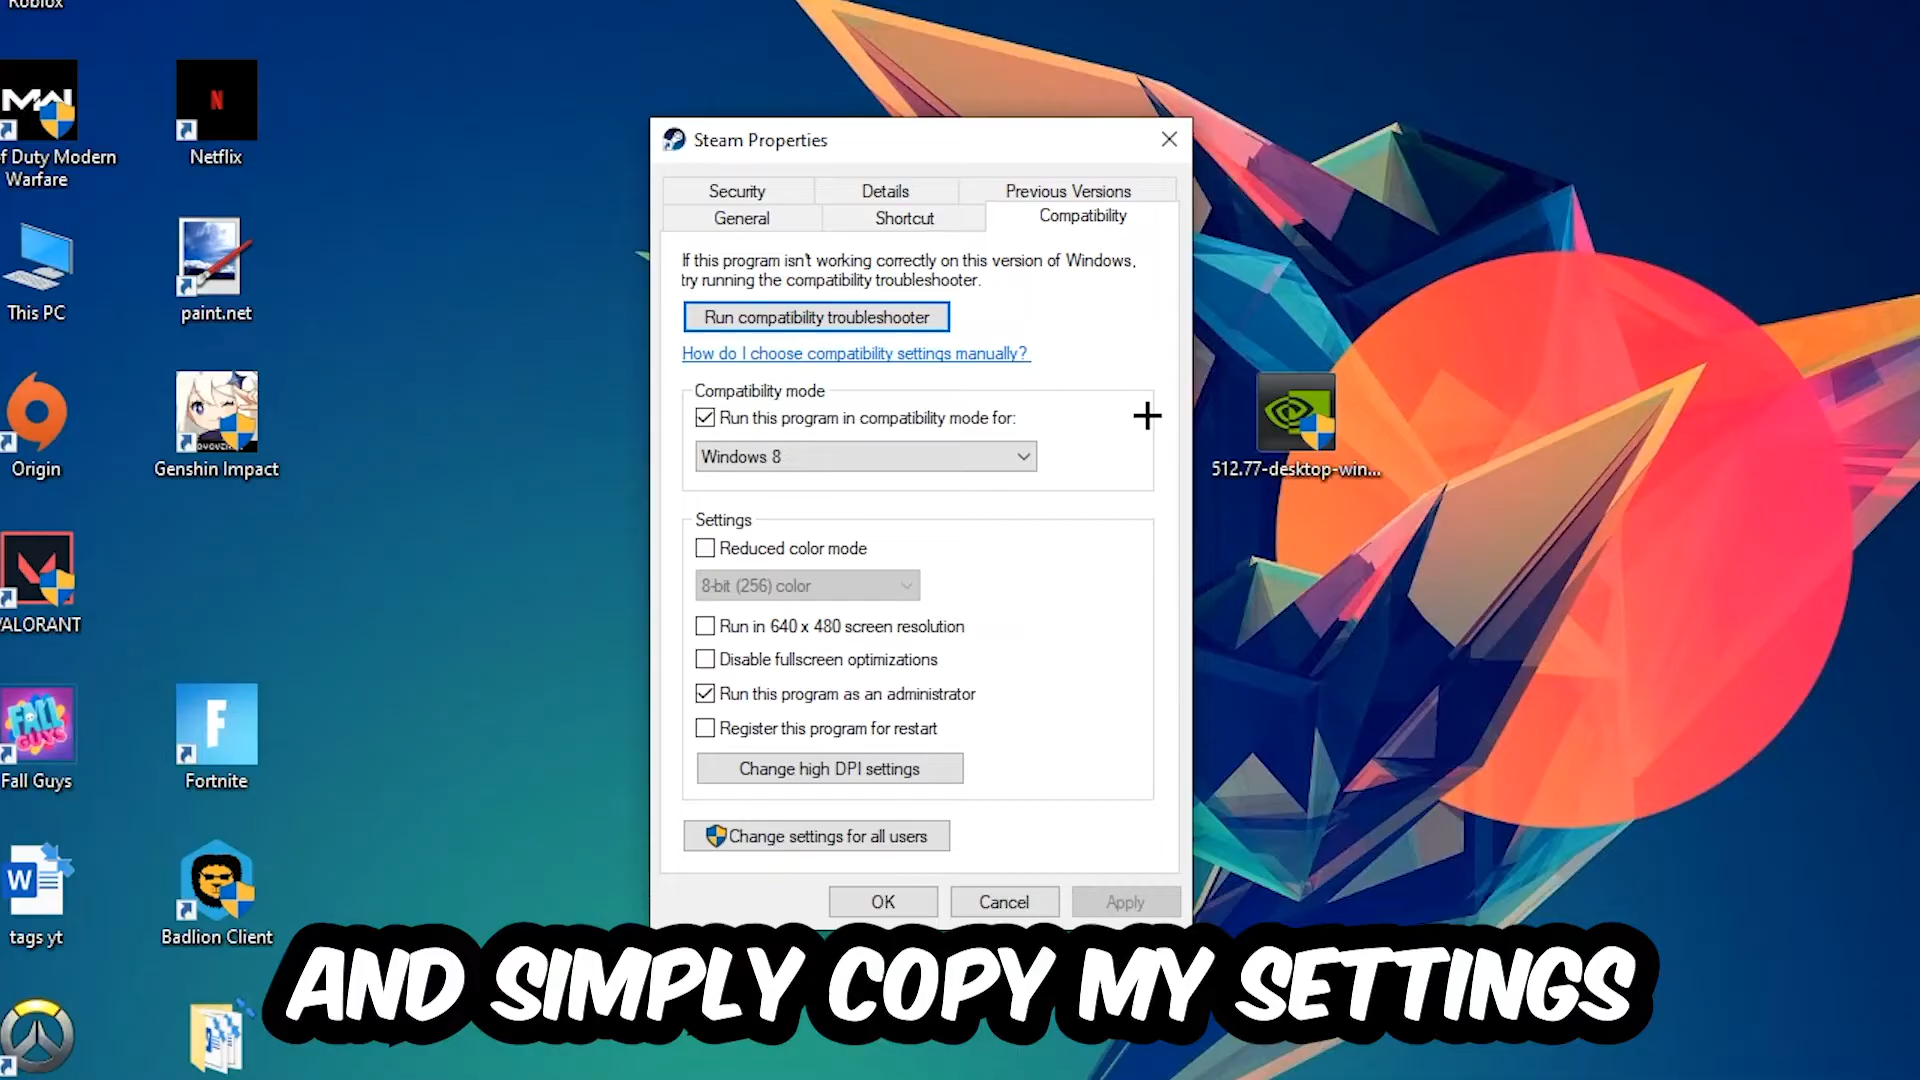 Roblox
f Duty Modern
Warfare
Netflix
This PC
paint.net
Origin
Genshin Impact
VALORANT
Fall Guys
Fortnite
W
tags yt
Badlion Client
512.77-desktop-win...
Steam Properties
Security
Details
Previous Versions
General
Shortcut
Compatibility
If this program isn't working correctly on this version of Windows,
try running the compatibility troubleshooter.
Run compatibility troubleshooter
How do I choose compatibility settings manually?
Compatibility mode
Run this program in compatibility mode for:
Windows 8
Settings
Reduced color mode
8-bit (256) color
Run in 640 x 480 screen resolution
Disable fullscreen optimizations
Run this program as an administrator
Register this program for restart
Change high DPI settings
Change settings for all users
OK
Cancel
Apply
AND SIMPLY COPY MY SETTINGS